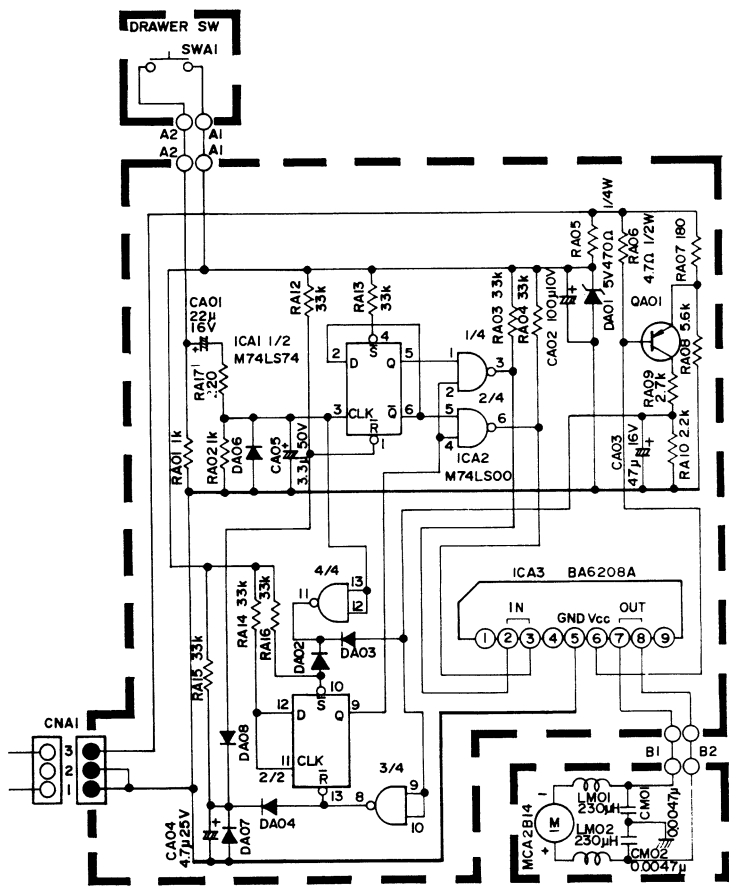 DRAWER SW
SWA1
A2 A1
A2 A1
1/4W
RA05
5V 470Ω
RA06
4.7Ω 1/2W
RA07 180
RA12
33k
RA13
33k
RA03 33k
RA04 33k
CA02 100μ10V
DA01
QA01
RA08 5.6k
CA01
22μ
16V
+
ICA1 1/2
M74LS74
RA17
220
4
S
2 D Q 5
3 CLK Q 6
R
1
1/4
1
2
3
2/4
5
4
6
ICA2
M74LS00
RA09
2.7k
RA01 1k
RA02 1k
DA06
CA05
3.3μ 50V
+
CA03
47μ 16V
+
RA10 2.2k
4/4
11
13
12
ICA3 BA6208A
IN
GND Vcc
OUT
1 2 3 4 5 6 7 8 9
RA15 33k
RA14 33k
RA16 33k
DA02
DA03
10
S
12 D Q 9
11 CLK
R
13
2/2
DA08
3/4
8
9
10
DA04
DA07
CA04
4.7μ25V
+
CNA1
3
2
1
B1 B2
MCA2B14
-
M
+
LM01
230μH
LM02
230μH
CM01
0.0047μ
CM02
0.0047μ